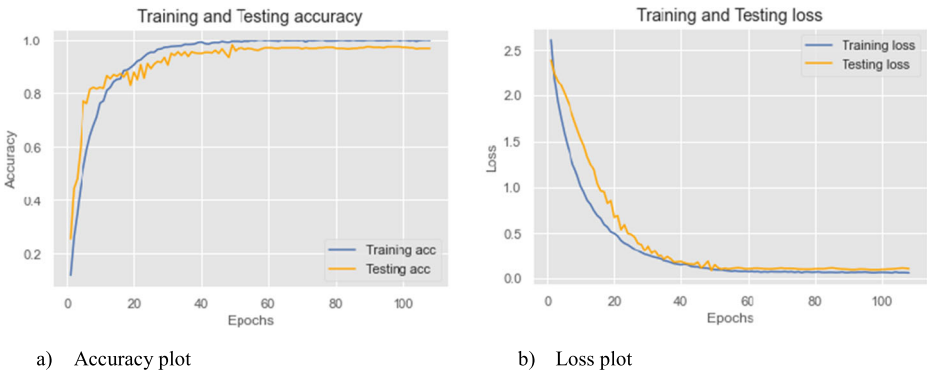 Training and Testing accuracy
1.0
0.8
0.6
0.4
0.2
Accuracy
Training acc
Testing acc
0 20 40 60 80 100
Epochs
Training and Testing loss
2.5
2.0
1.5
1.0
0.5
0.0
Loss
Training loss
Testing loss
0 20 40 60 80 100
Epochs
a) Accuracy plot
b) Loss plot